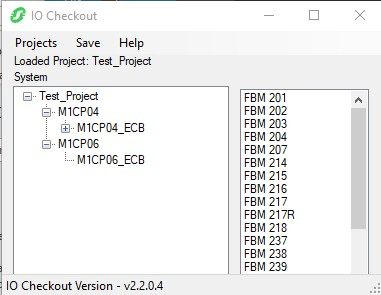 IO Checkout
Projects Save Help
Loaded Project: Test_Project
System
Test_Project
M1CP04
M1CP04_ECB
M1CP06
M1CP06_ECB
FBM 201
FBM 202
FBM 203
FBM 204
FBM 207
FBM 214
FBM 215
FBM 216
FBM 217
FBM 217R
FBM 218
FBM 237
FBM 238
FBM 239
IO Checkout Version - v2.2.0.4